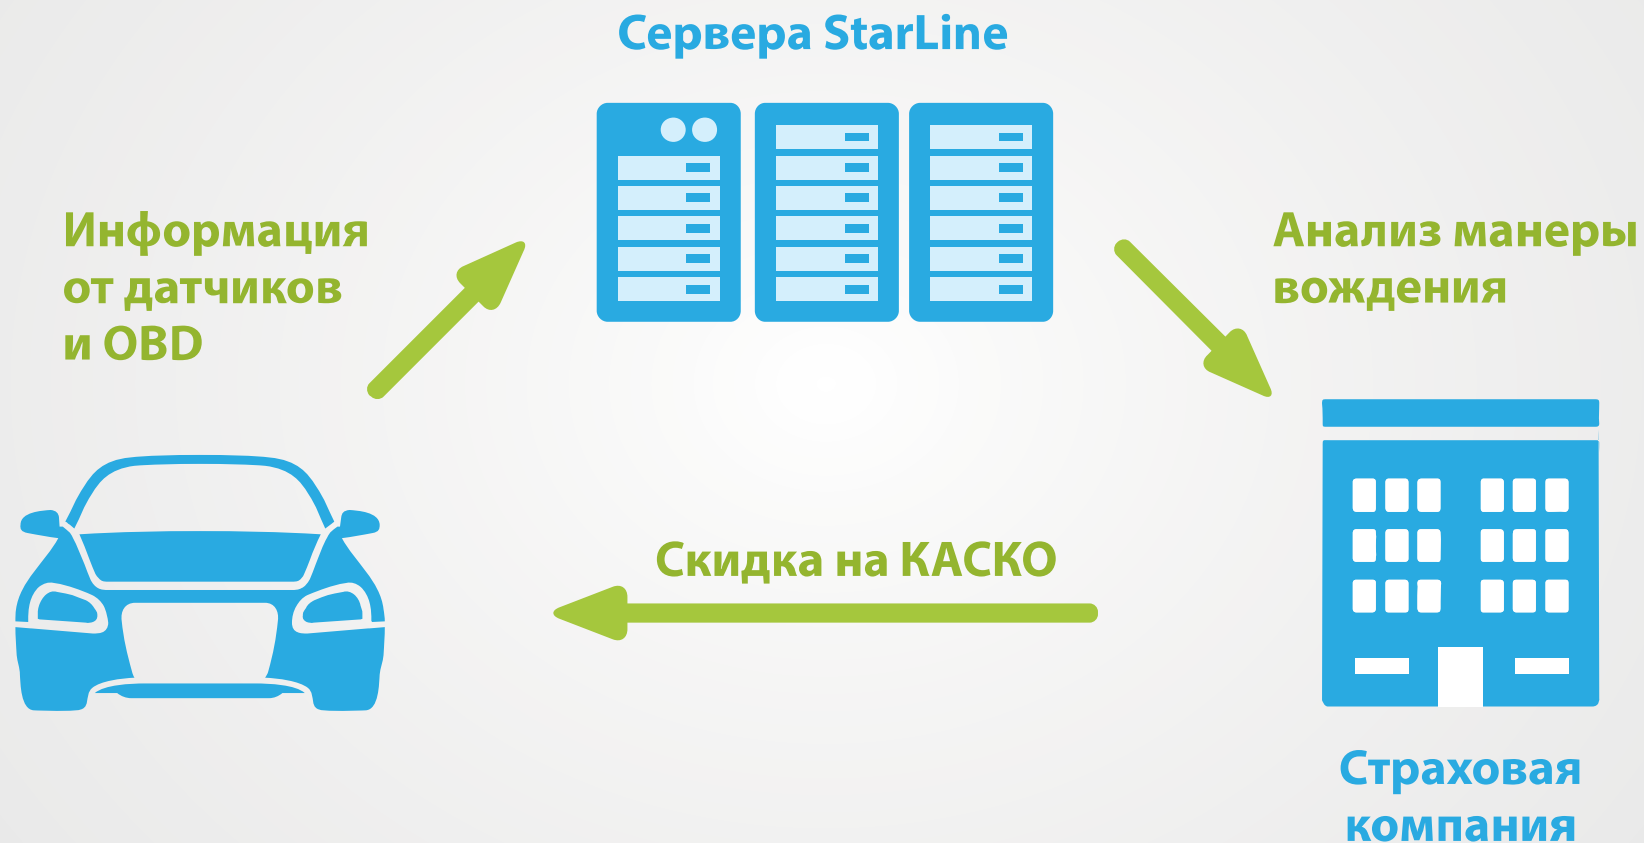 Сервера StarLine
Информация
от датчиков
и OBD
Анализ манеры
вождения
Скидка на КАСКО
Страховая
компания